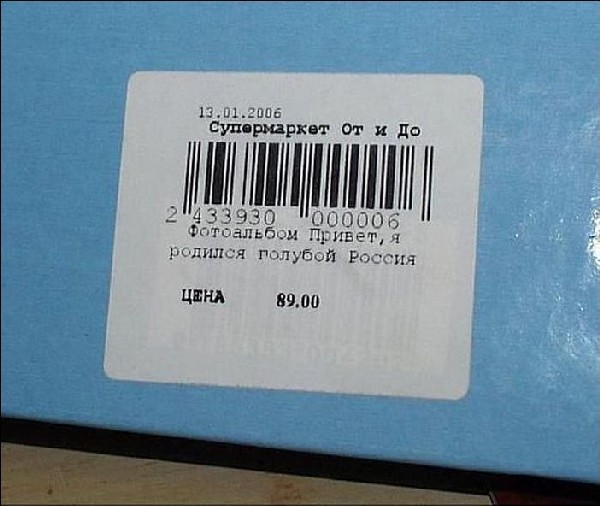 13.01.2006
Супермаркет От и До
2 433930 000006
Фотоальбом Привет,я
родился голубой Россия
ЦЕНА 89.00